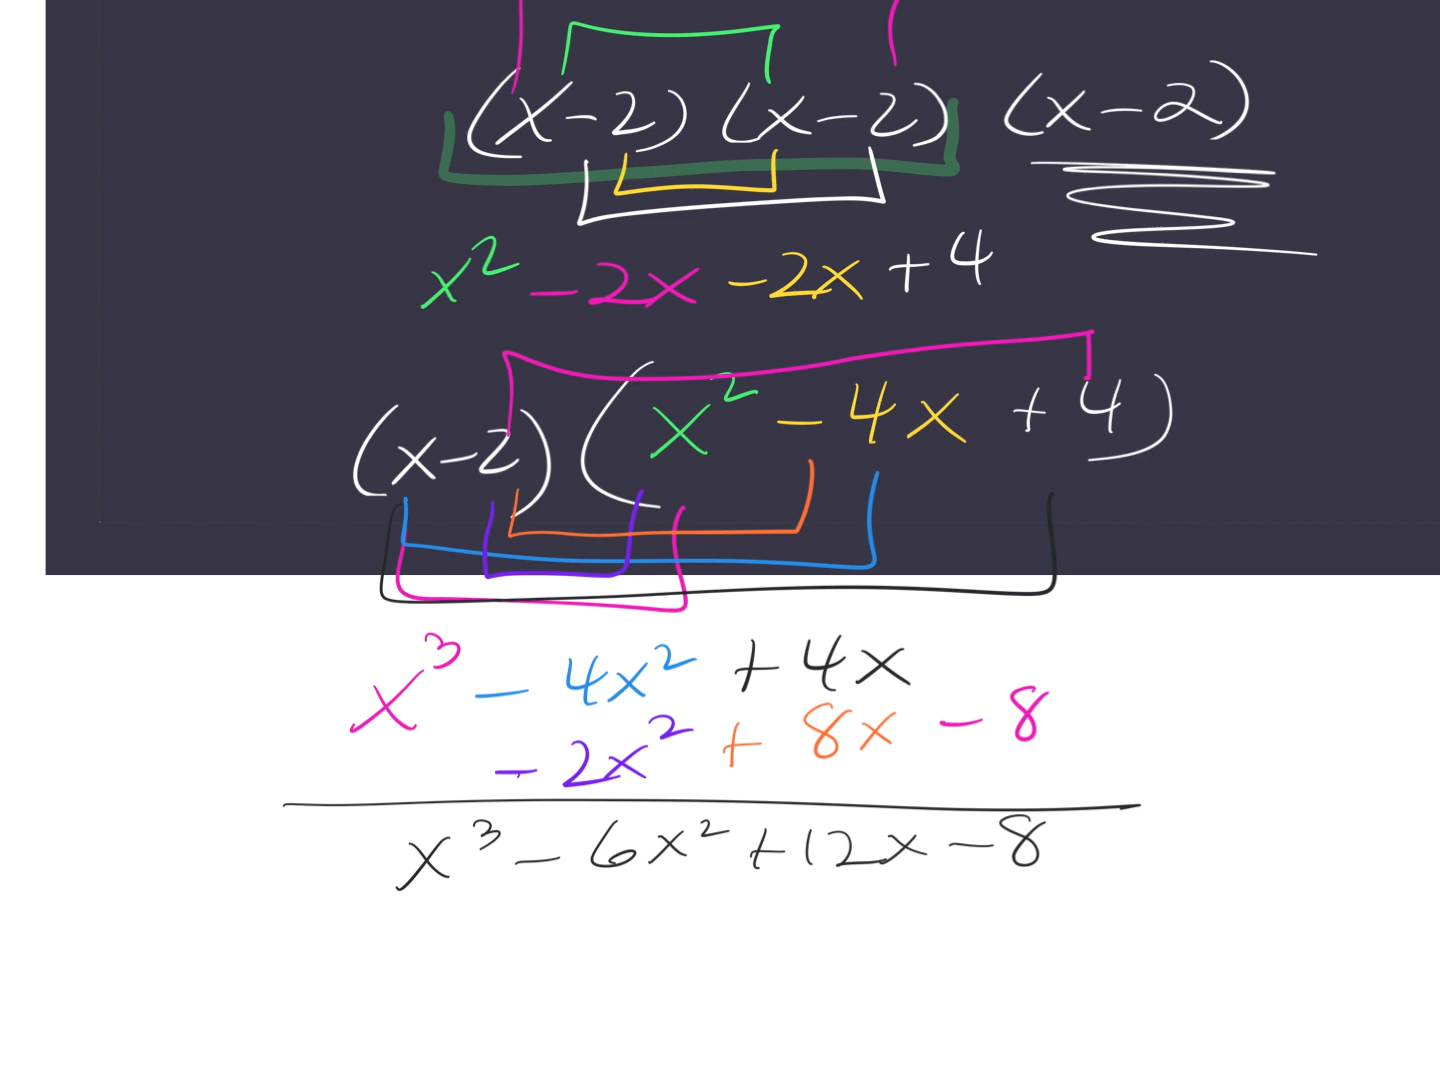 (x-2) (x-2) (x-2)
x² - 2x - 2x + 4
(x-2) (x² - 4x + 4)
x³ - 4x² + 4x
- 2x² + 8x - 8
x³ - 6x² + 12x - 8